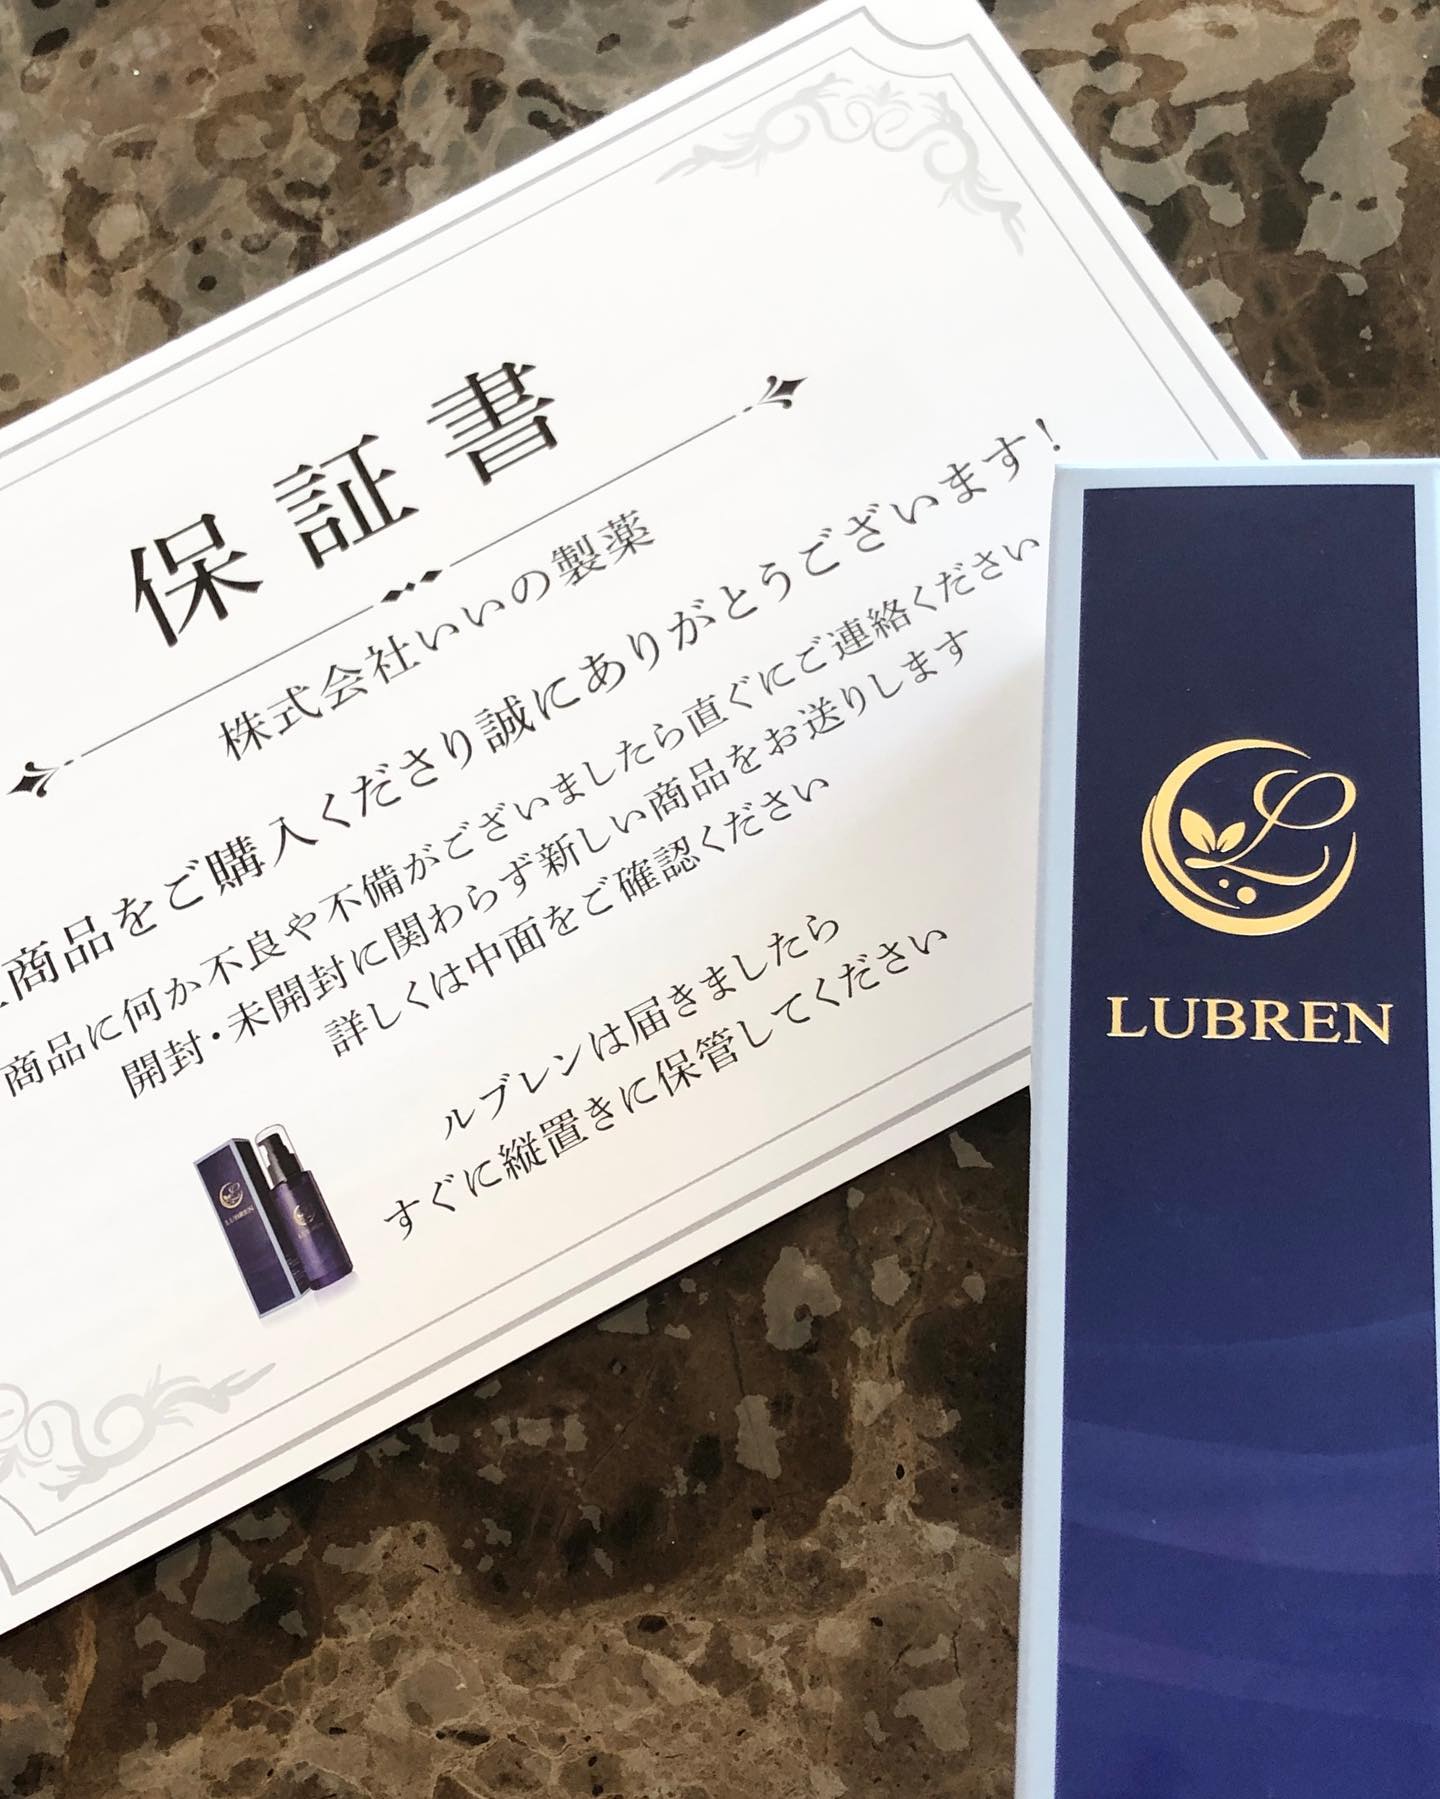 保証書
株式会社いいの製薬
商品をご購入くださり誠にありがとうございます!
商品に何か不良や不備がございましたら直ぐにご連絡ください
開封・未開封に関わらず新しい商品をお送りします
詳しくは中面をご確認ください
ルブレンは届きましたら
すぐに縦置きに保管してください
LUBREN
LUBREN
L
LUBREN